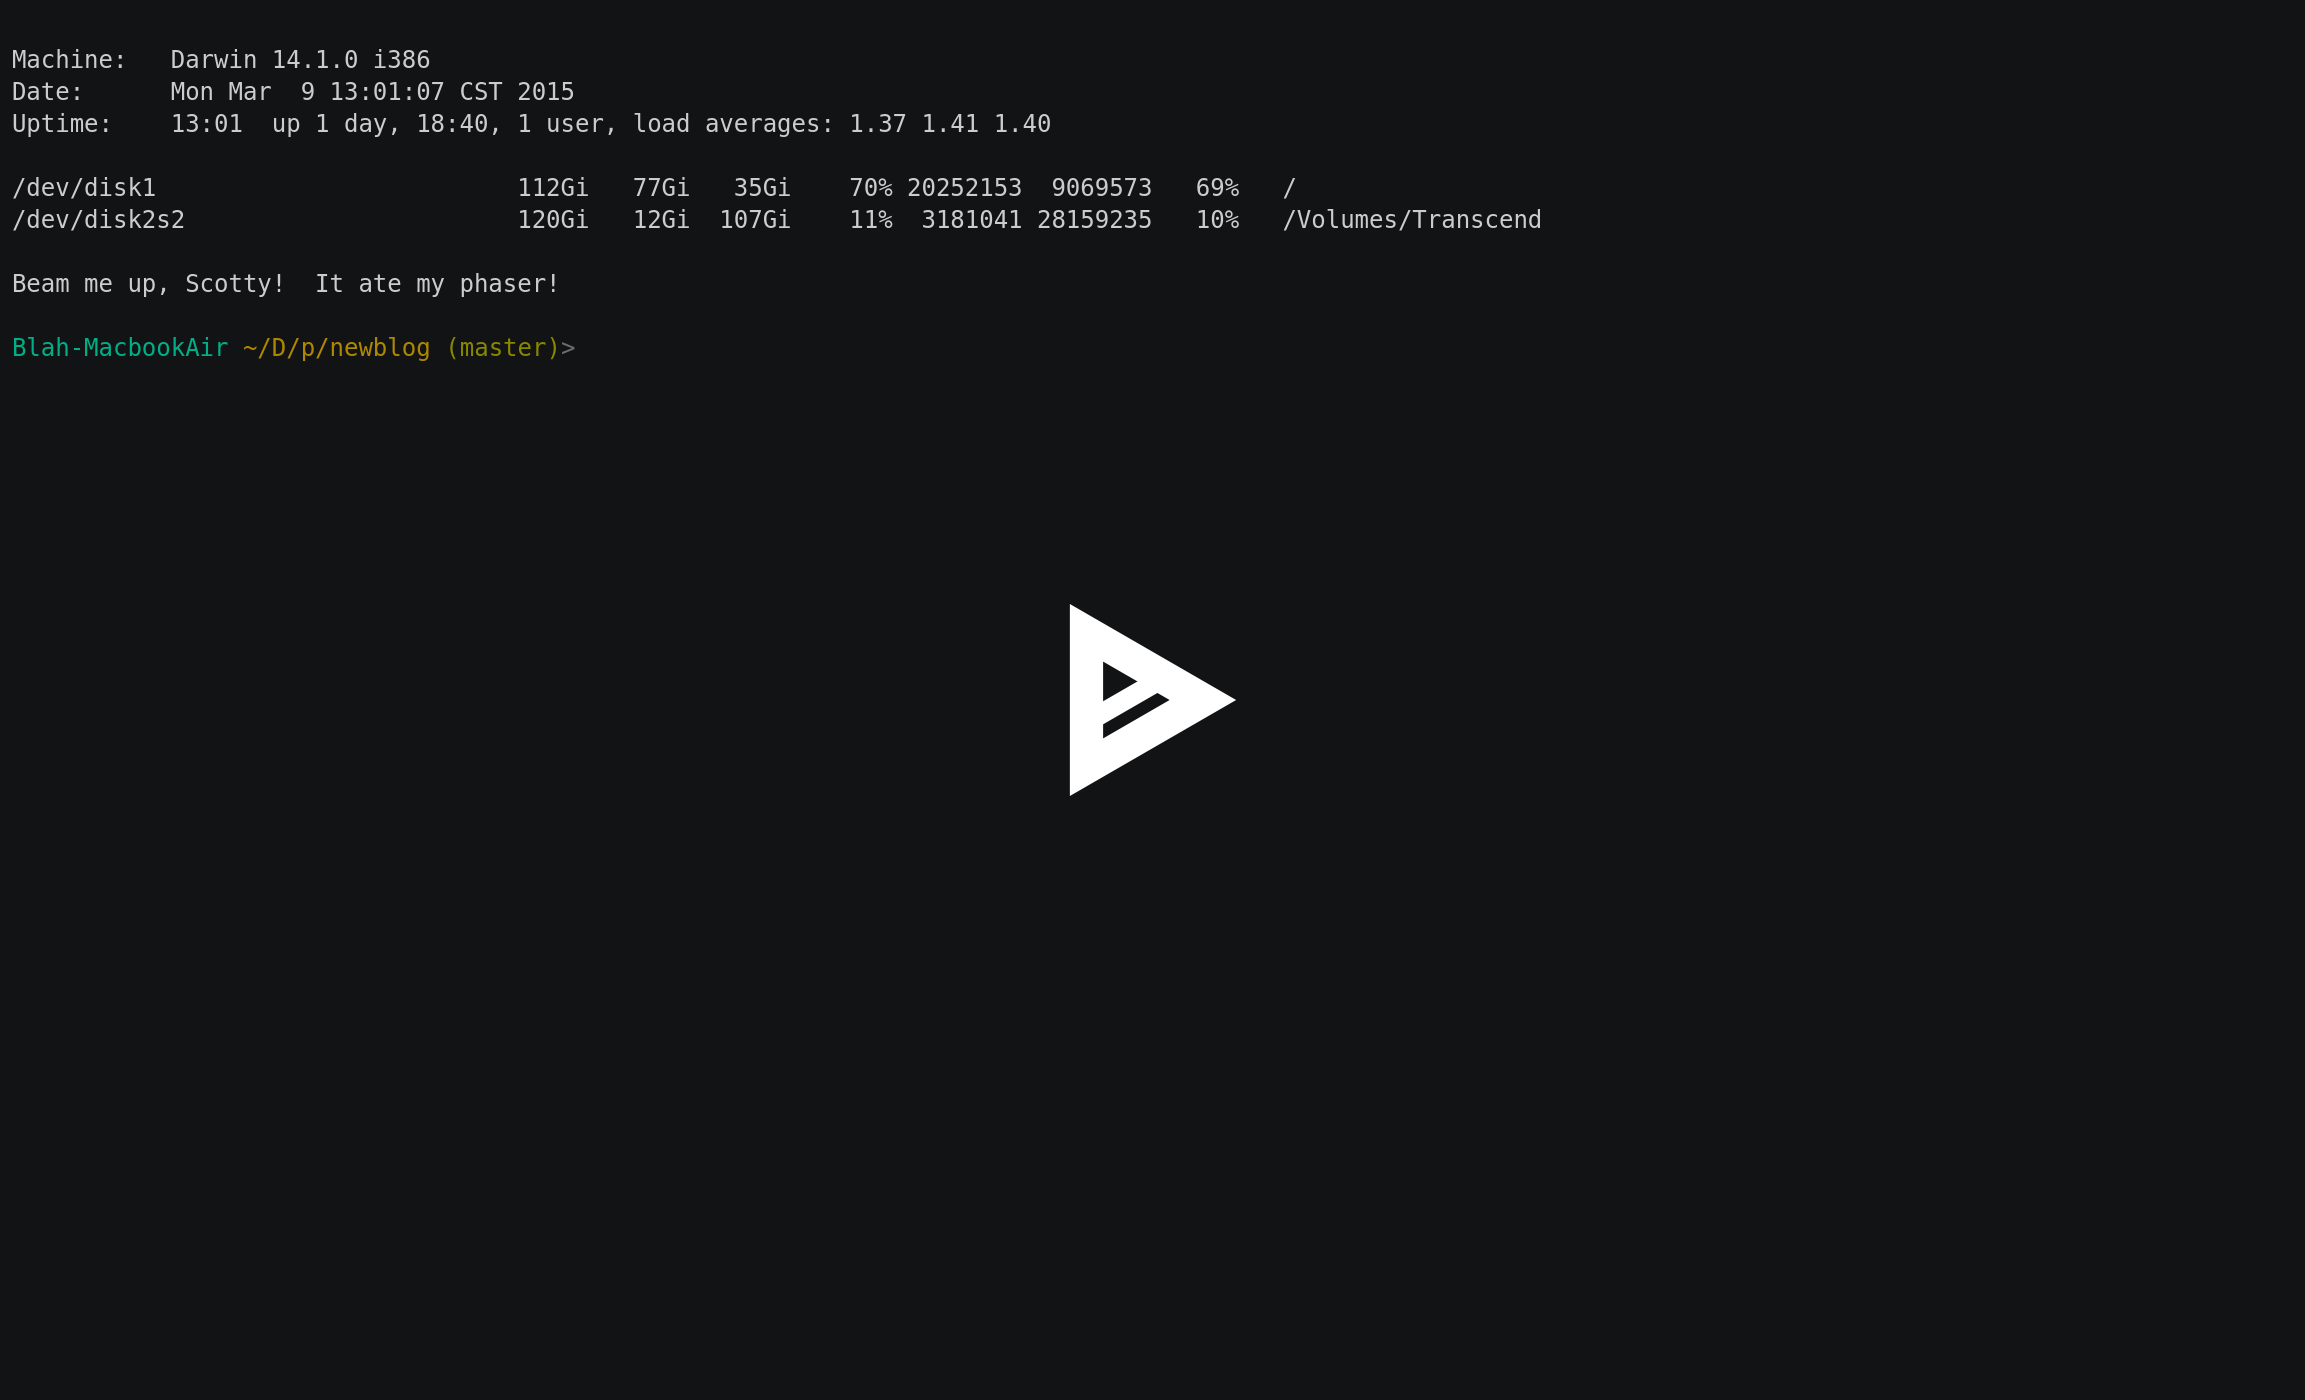 Machine:   Darwin 14.1.0 i386
Date:      Mon Mar  9 13:01:07 CST 2015
Uptime:    13:01  up 1 day, 18:40, 1 user, load averages: 1.37 1.41 1.40
/dev/disk1                         112Gi   77Gi   35Gi    70% 20252153  9069573   69%   /
/dev/disk2s2                       120Gi   12Gi  107Gi    11%  3181041 28159235   10%   /Volumes/Transcend
Beam me up, Scotty!  It ate my phaser!
Blah-MacbookAir ~/D/p/newblog (master)>